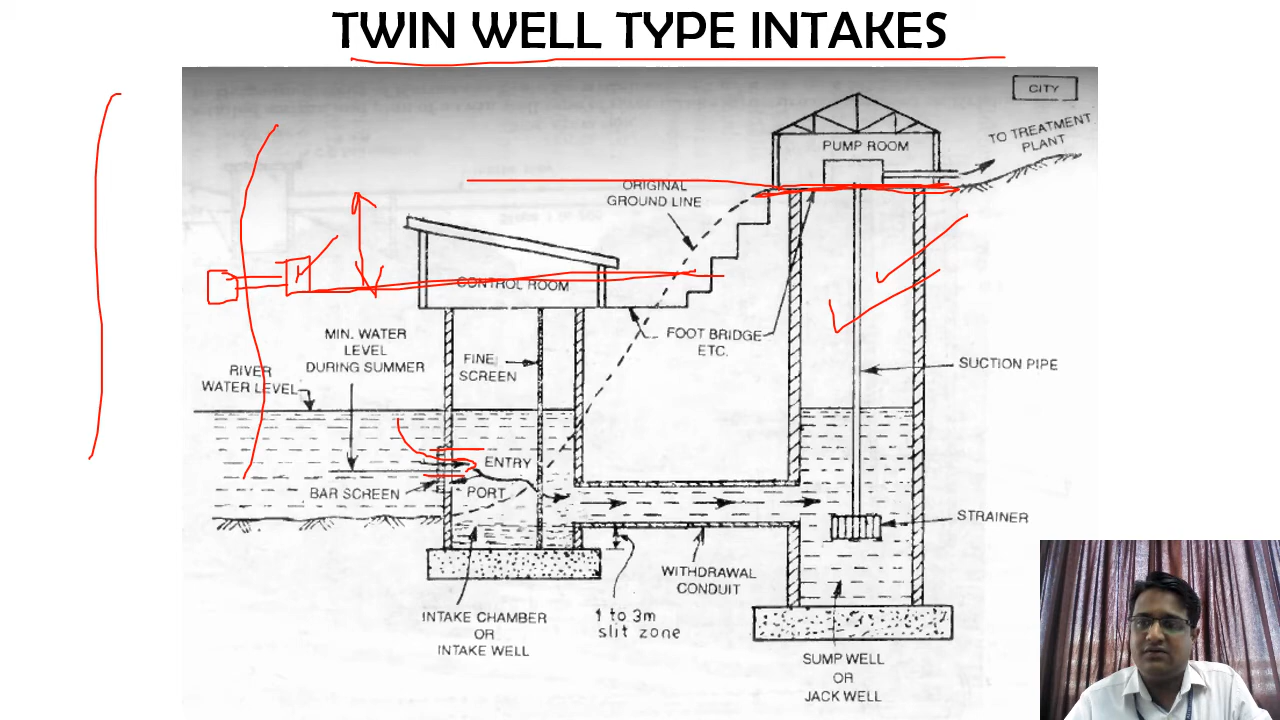 TWIN WELL TYPE INTAKES
CITY
TO TREATMENT
PLANT
PUMP ROOM
ORIGINAL
GROUND LINE
CONTROL ROOM
MIN. WATER
LEVEL
DURING SUMMER
FOOT BRIDGE
ETC.
FINE
SCREEN
SUCTION PIPE
RIVER
WATER LEVEL
ENTRY
PORT
BAR SCREEN
STRAINER
WITHDRAWAL
CONDUIT
INTAKE CHAMBER
OR
INTAKE WELL
1 to 3m
slit zone
SUMP WELL
OR
JACK WELL